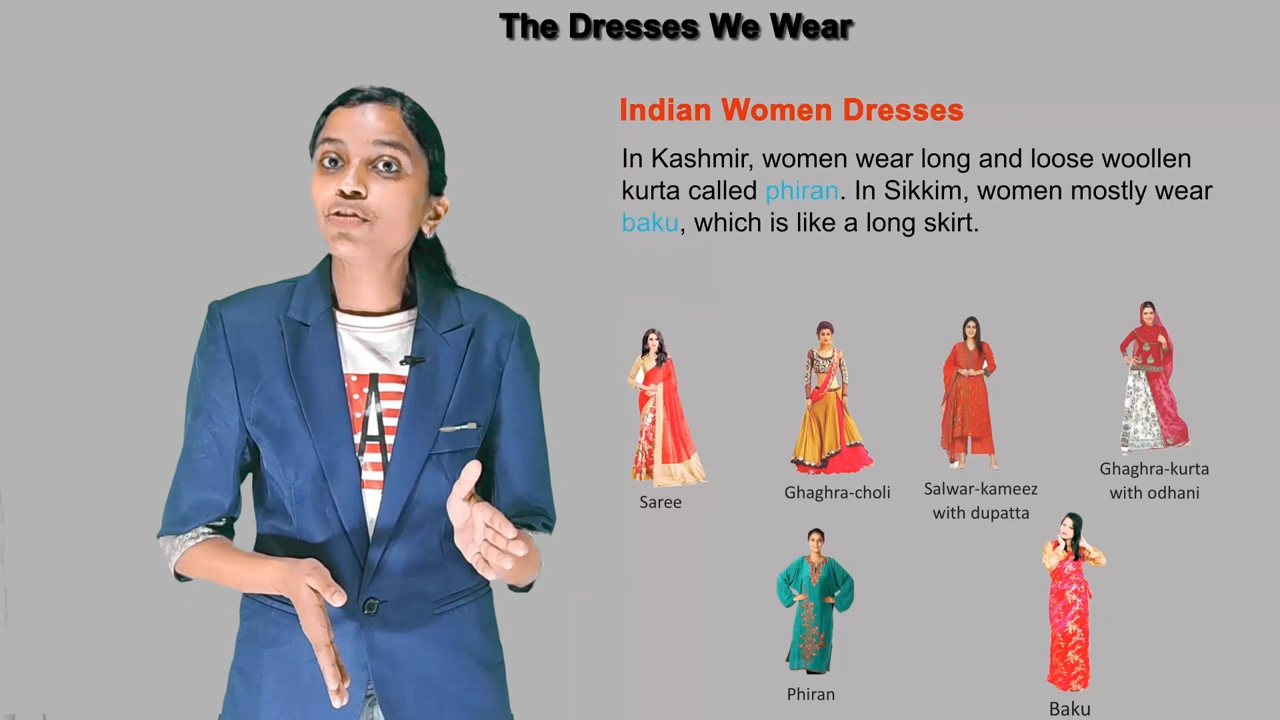 The Dresses We Wear
Indian Women Dresses
In Kashmir, women wear long and loose woollen
kurta called phiran. In Sikkim, women mostly wear
baku, which is like a long skirt.
A
Saree
Ghaghra-choli
Salwar-kameez
with dupatta
Ghaghra-kurta
with odhani
Phiran
Baku